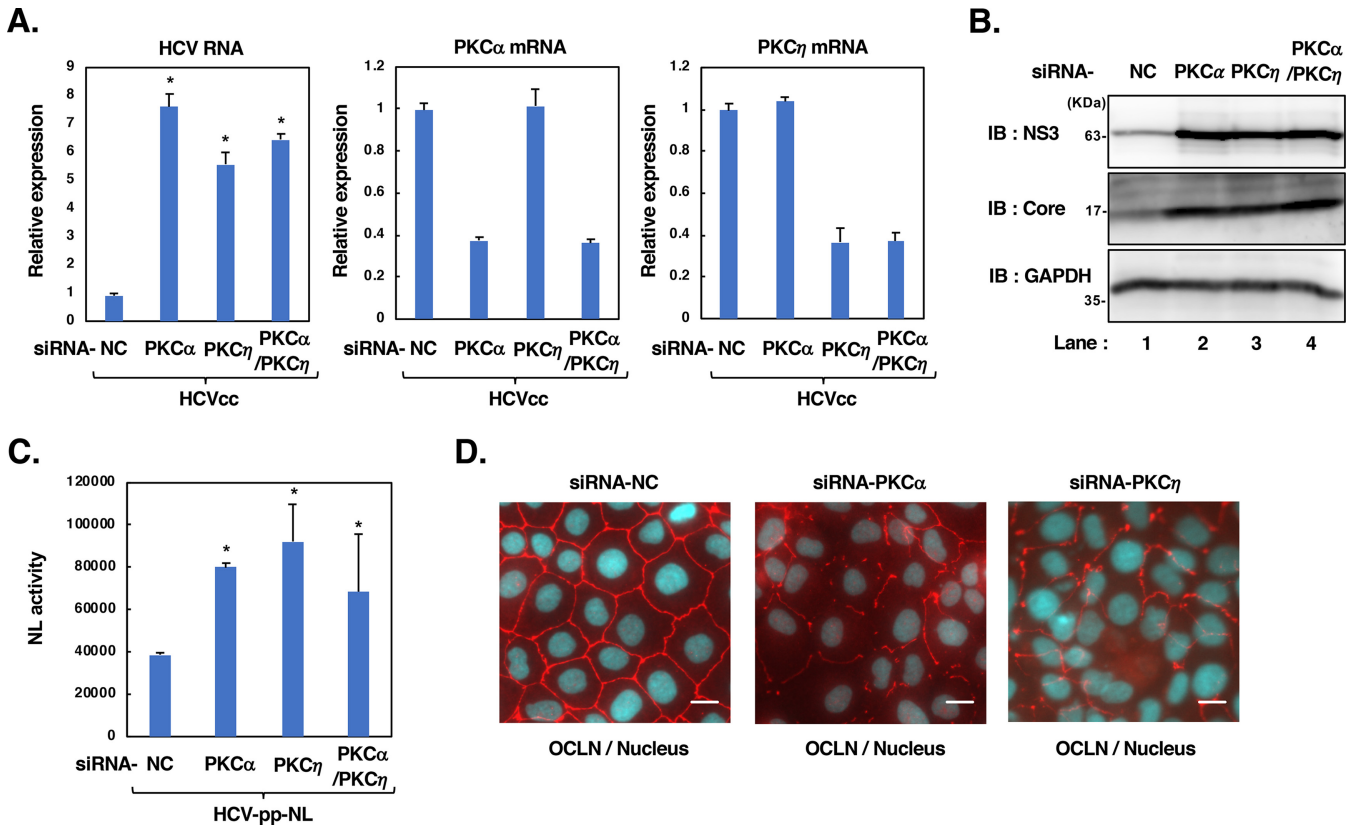 A.
HCV RNA
Relative expression
9
8
7
6
5
4
3
2
1
0
*
*
*
siRNA- NC PKCα PKCη PKCα
/PKCη
HCVcc
PKCα mRNA
Relative expression
1.2
1
0.8
0.6
0.4
0.2
0
siRNA- NC PKCα PKCη PKCα
/PKCη
HCVcc
PKCη mRNA
Relative expression
1.2
1
0.8
0.6
0.4
0.2
0
siRNA- NC PKCα PKCη PKCα
/PKCη
HCVcc
B.
siRNA- NC PKCα PKCη PKCα
/PKCη
(KDa)
IB : NS3 63-
IB : Core 17-
IB : GAPDH
35-
Lane : 1 2 3 4
C.
NL activity
120000
100000
80000
60000
40000
20000
0
*
*
*
siRNA- NC PKCα PKCη PKCα
/PKCη
HCV-pp-NL
D.
siRNA-NC
siRNA-PKCα
siRNA-PKCη
OCLN / Nucleus
OCLN / Nucleus
OCLN / Nucleus